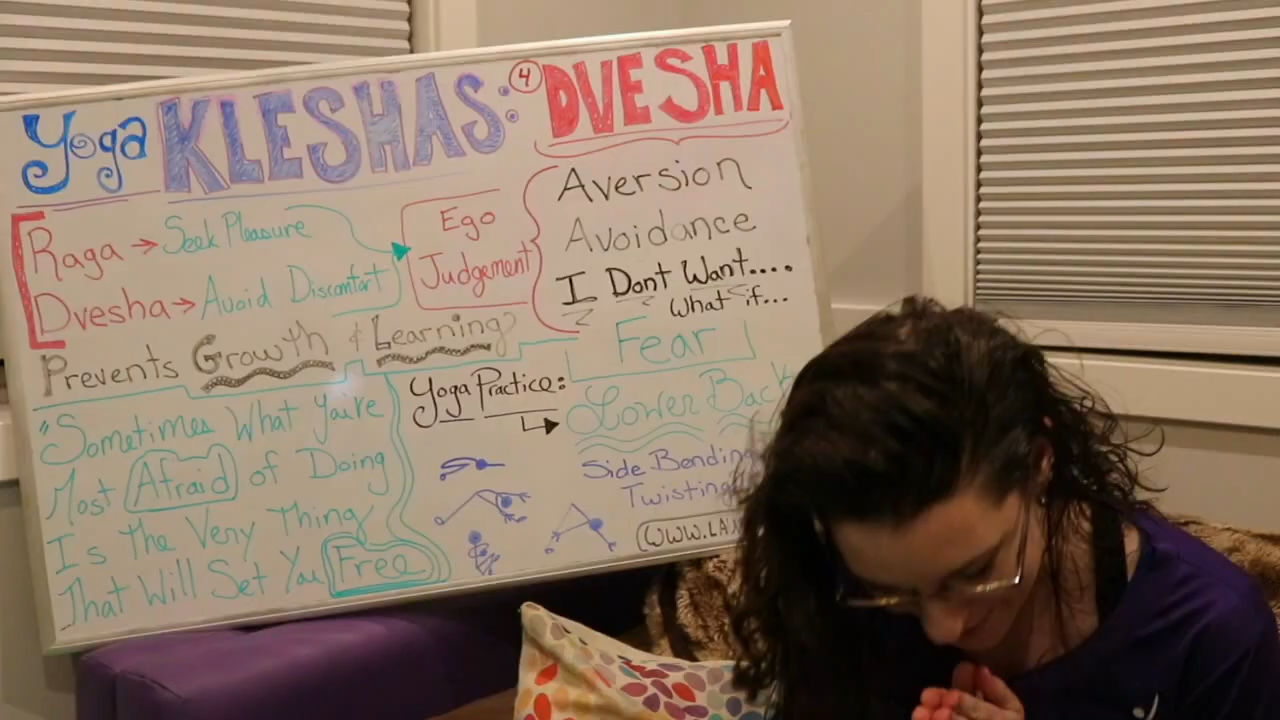 Yoga KLESHAS: 4 DVESHA
Raga → Seek Pleasure
Dvesha → Avoid Discomfort
Ego
Judgement
Aversion
Avoidance
I Dont Want....
What if...
Fear
Prevents Growth & Learning
"Sometimes What You're
Most Afraid of Doing
Is The Very Thing
That Will Set You Free
Yoga Practice:
Lower Back
Side Bending
Twisting
(WWW.LA